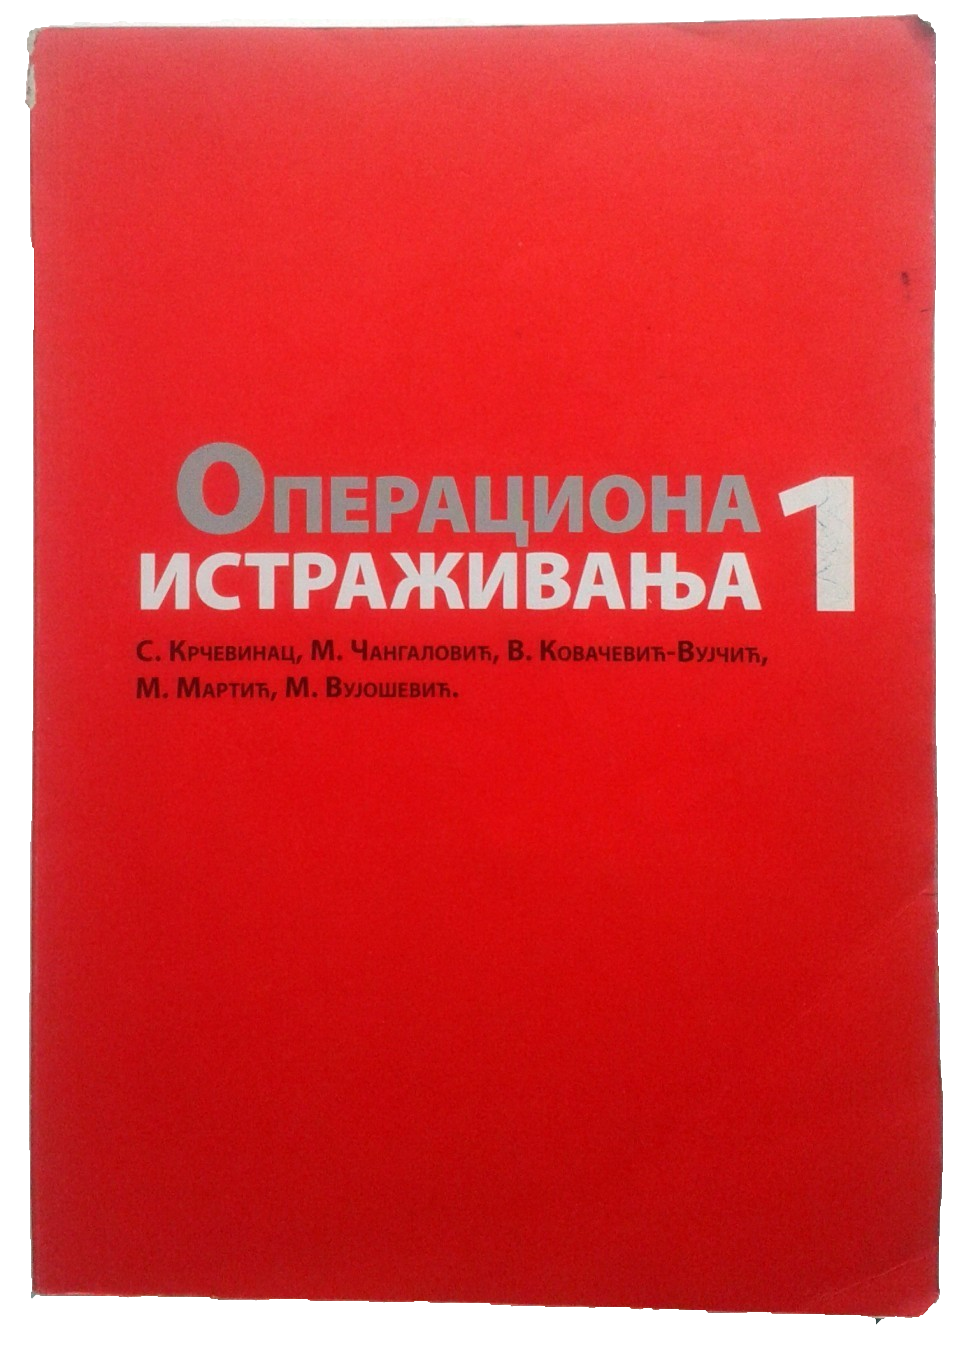 Операциона
истраживања 1
С. Крчевинац, М. Чангаловић, В. Ковачевић-Вујчић,
М. Мартић, М. Вујошевић.